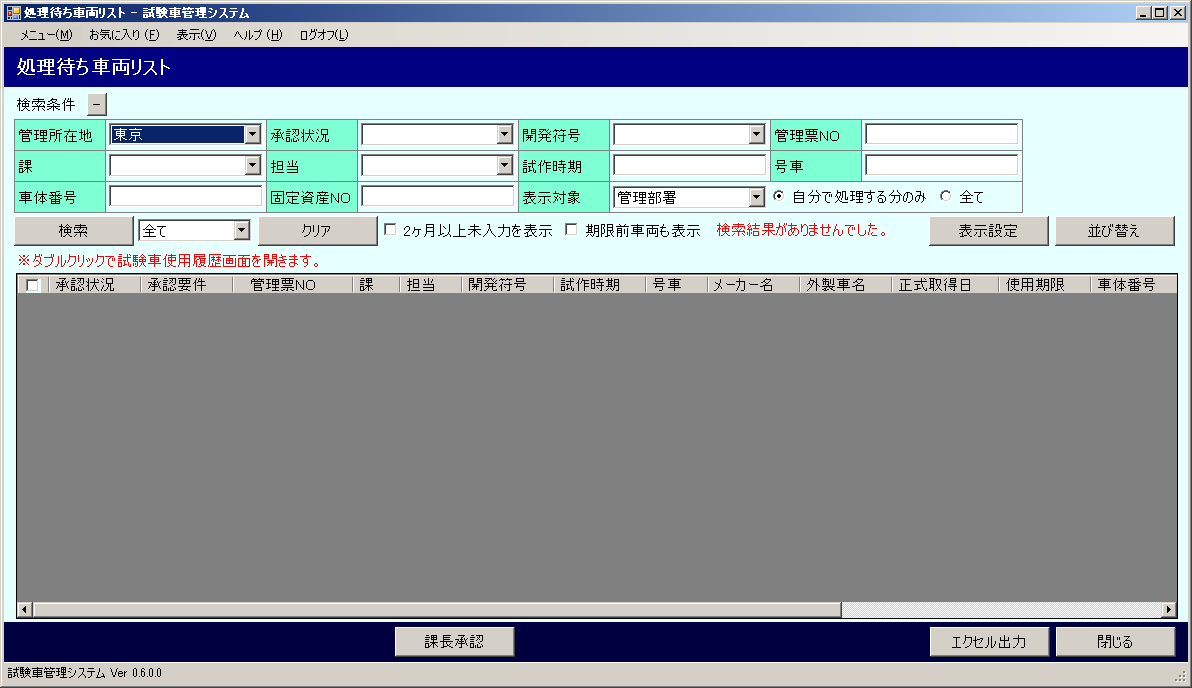 処理待ち車両リスト - 試験車管理システム
メニュー(M) お気に入り(F) 表示(V) ヘルプ(H) ログオフ(L)
処理待ち車両リスト
検索条件 －
管理所在地 東京 承認状況 開発符号 管理票NO
課 担当 試作時期 号車
車体番号 固定資産NO 表示対象 管理部署 自分で処理する分のみ 全て
検索 全て クリア 2ヶ月以上未入力を表示 期限前車両も表示 検索結果がありませんでした。 表示設定 並び替え
※ダブルクリックで試験車使用履歴画面を開きます。
承認状況 承認要件 管理票NO 課 担当 開発符号 試作時期 号車 メーカー名 外製車名 正式取得日 使用期限 車体番号
課長承認 エクセル出力 閉じる
試験車管理システム Ver 0.6.0.0